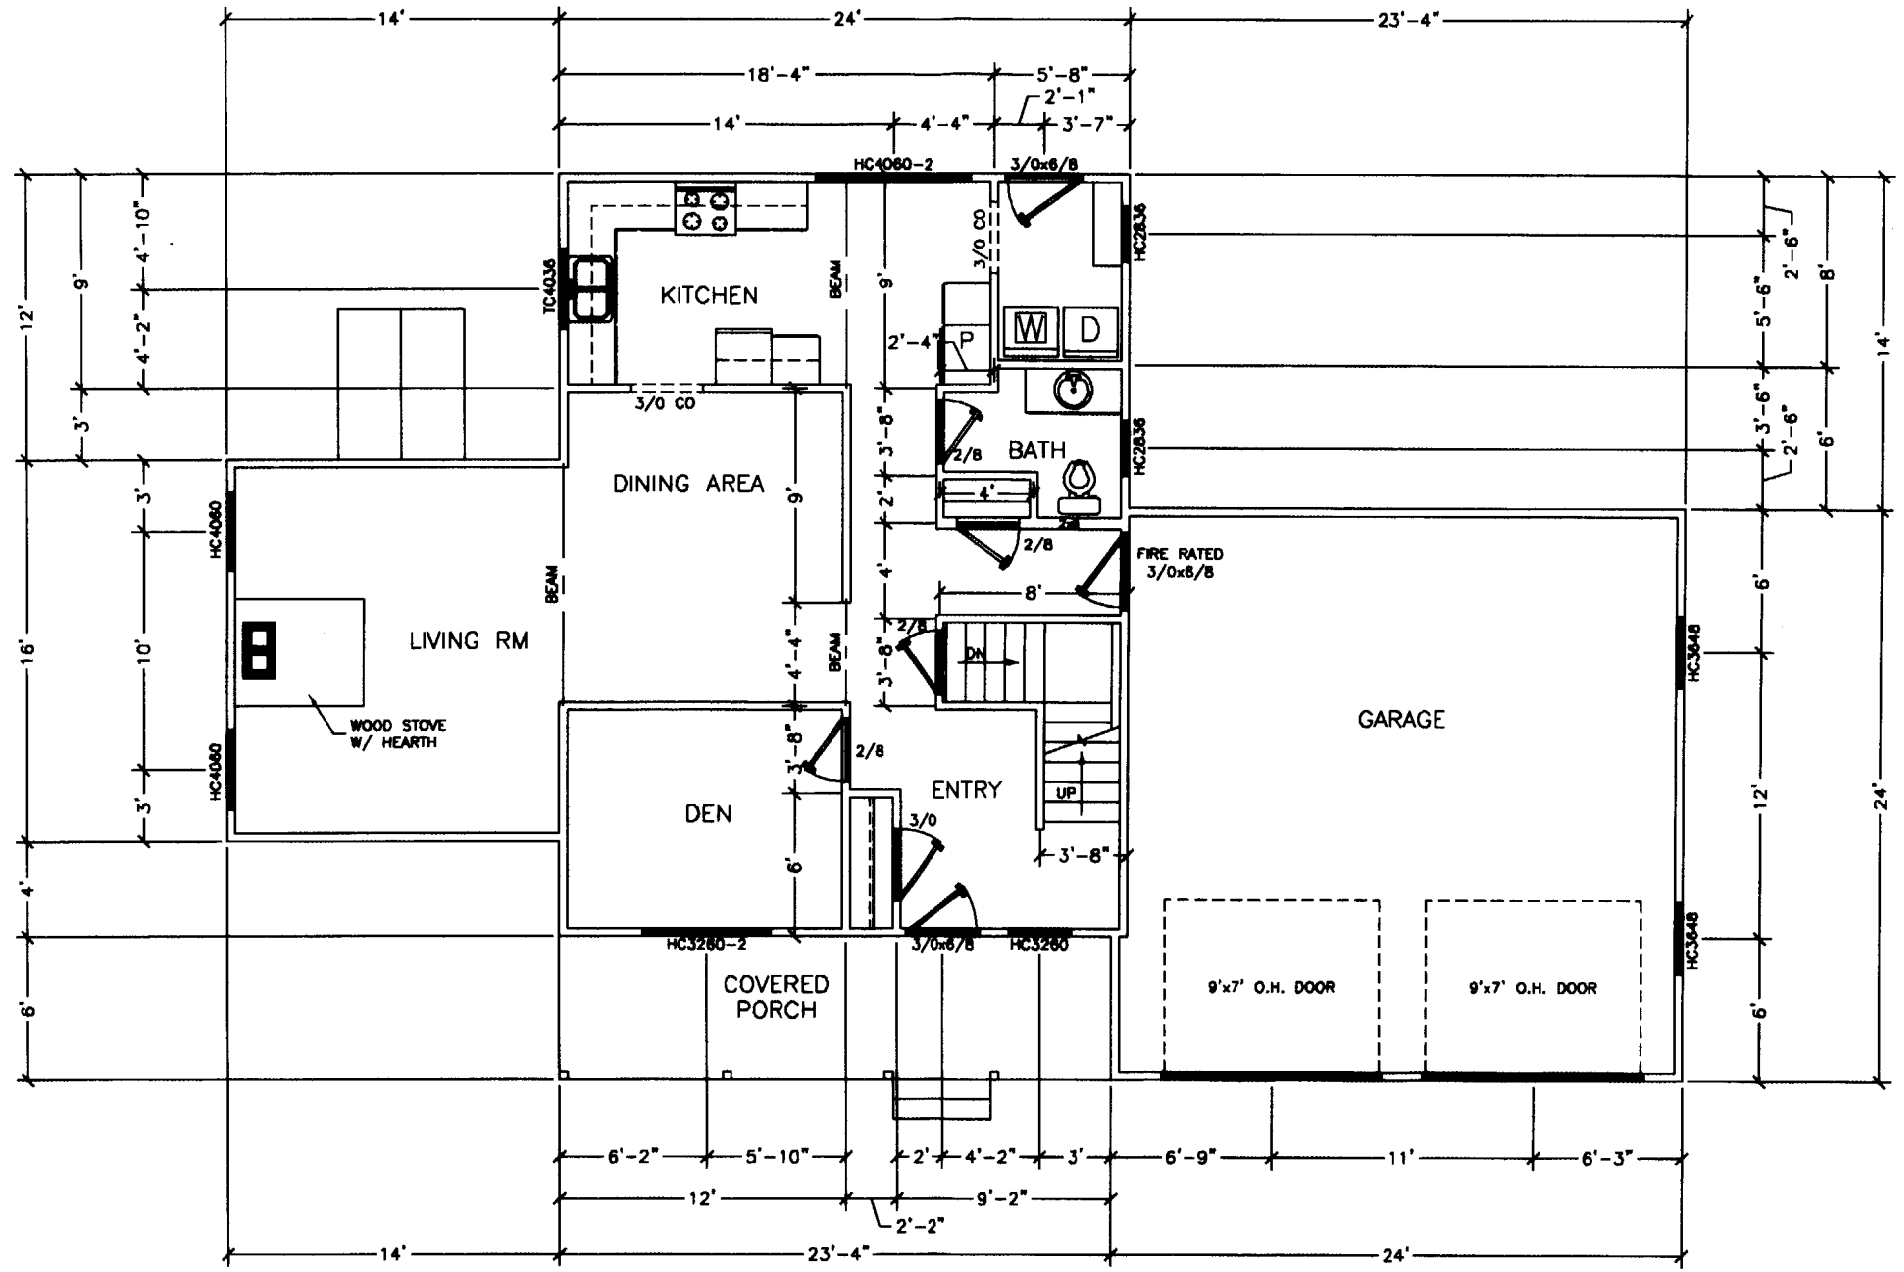 14'
24'
23'-4"
18'-4"
5'-8"
2'-1"
14'
4'-4"
3'-7"
HC4060-2
3/0x6/8
12'
9'
4'-10"
4'-2"
3'
TC4036
KITCHEN
BEAM
9'
3/0 CO
HC2836
W
D
P
2'-4"
2'-6"
8'
5'-6"
14'
3/0 CO
3'-8"
2/8
BATH
HC2836
3'-6"
2'-6"
6'
DINING AREA
9'
2'
4'
2/8
FIRE RATED
3/0x6/8
HC4060
3'
16'
10'
3'
BEAM
4'
8'
6'
LIVING RM
4'-4"
BEAM
3'-8"
2/8
DN
HC3648
WOOD STOVE
W/ HEARTH
HC4060
3'-8"
2/8
GARAGE
DEN
ENTRY
UP
12'
24'
3/0
3'-8"
6'
4'
HC3260-2
3/0x6/8
HC3260
HC3648
COVERED
PORCH
9'x7' O.H. DOOR
9'x7' O.H. DOOR
6'
6'
6'-2"
5'-10"
2'
4'-2"
3'
6'-9"
11'
6'-3"
12'
9'-2"
2'-2"
14'
23'-4"
24'